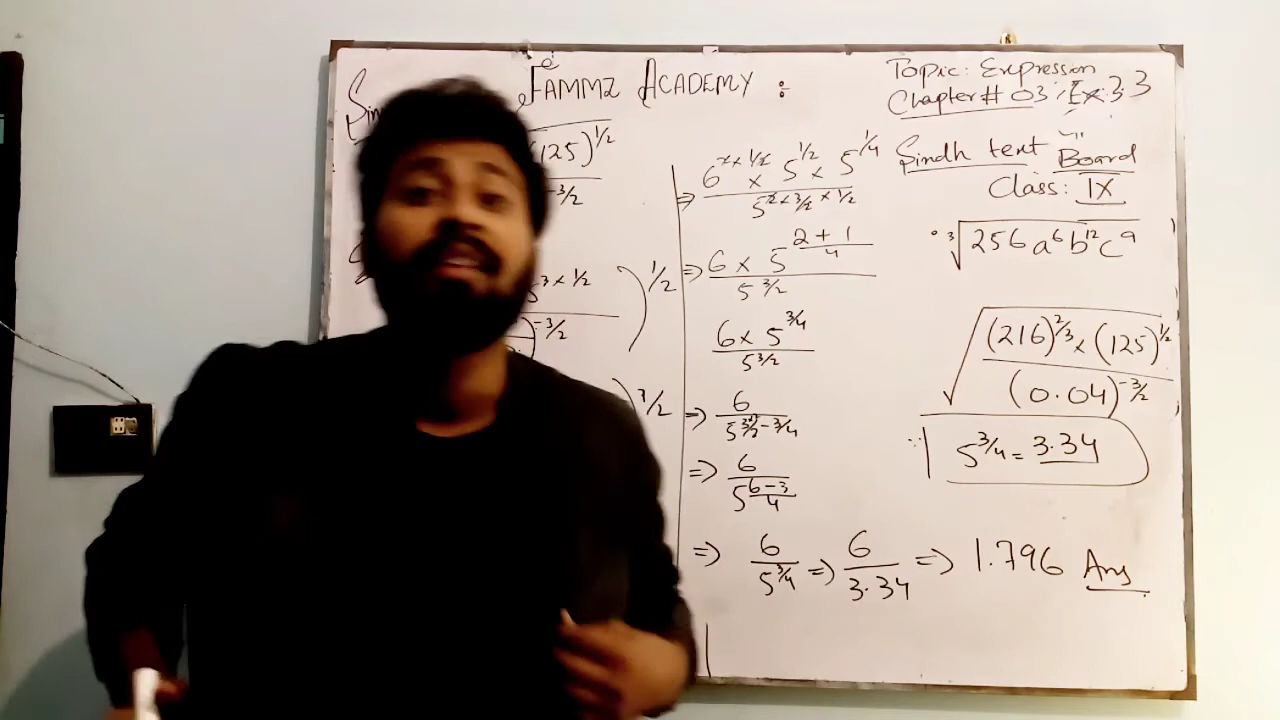 FAMMZ ACADEMY :
Topic: Expression
Chapter# 03, Ex: 3.3
Sindh text Board
Class: IX
125)^1/2
-3/2
5^3 × 1/2
)^-3/2
)^1/2
)^1/2
⇒ 6^2 × 1/2 × 5^1/2 × 5^1/4 / 5^2 × 3/2 × 1/2
⇒ 6 × 5^(2+1)/4 / 5^3/2
6 × 5^3/4 / 5^3/2
⇒ 6 / 5^3/2 - 3/4
⇒ 6 / 5^(6-3)/4
⇒ 6 / 5^3/4 ⇒ 6 / 3.34 ⇒ 1.796 Ans
³√256 a^6 b^12 c^9
√(216)^2/3 × (125)^1/2 / (0.04)^-3/2
∵ 5^3/4 = 3.34